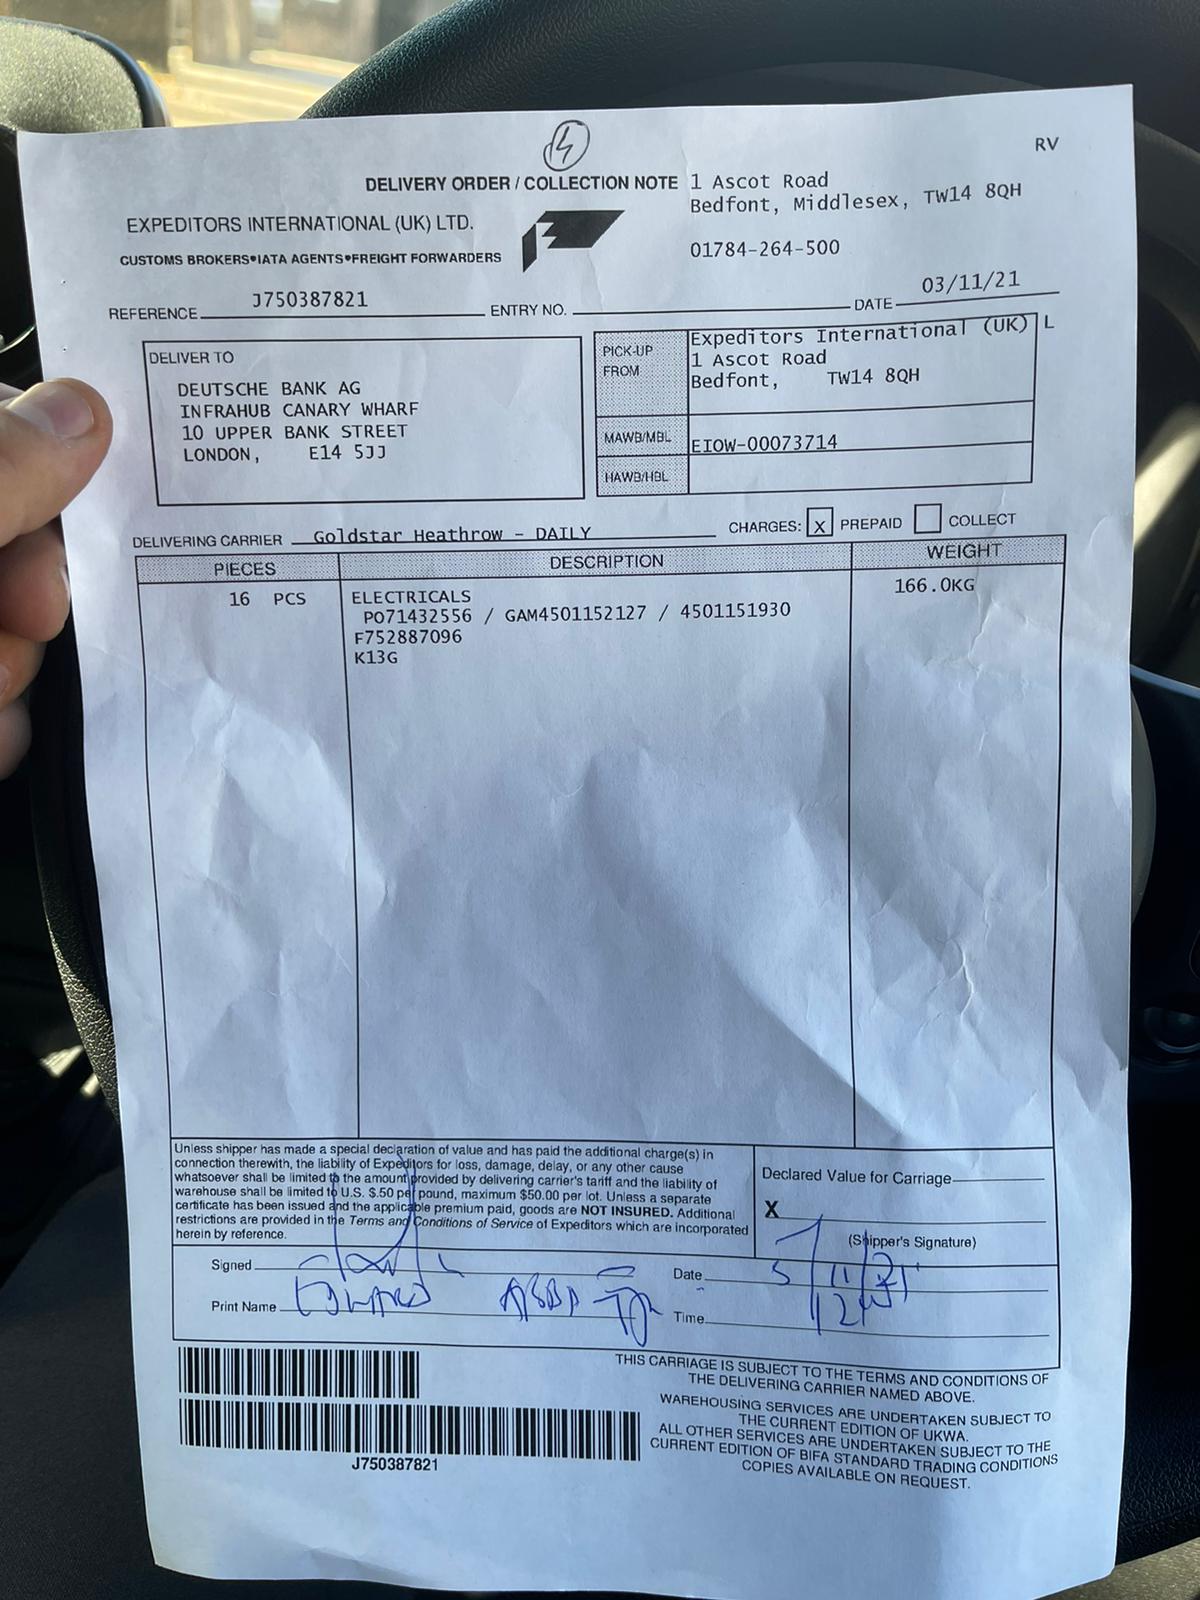 4
RV
DELIVERY ORDER / COLLECTION NOTE
1 Ascot Road
Bedfont, Middlesex, TW14 8QH
01784-264-500
EXPEDITORS INTERNATIONAL (UK) LTD.
CUSTOMS BROKERS•IATA AGENTS•FREIGHT FORWARDERS
REFERENCE J750387821 ENTRY NO. DATE 03/11/21
DELIVER TO
DEUTSCHE BANK AG
INFRAHUB CANARY WHARF
10 UPPER BANK STREET
LONDON, E14 5JJ
PICK-UP FROM
Expeditors International (UK) L
1 Ascot Road
Bedfont, TW14 8QH
MAWB/MBL EIOW-00073714
HAWB/HBL
DELIVERING CARRIER Goldstar Heathrow - DAILY CHARGES: X PREPAID COLLECT
PIECES DESCRIPTION WEIGHT
16 PCS ELECTRICALS 166.0KG
PO71432556 / GAM4501152127 / 4501151930
F752887096
K13G
Unless shipper has made a special declaration of value and has paid the additional charge(s) in
connection therewith, the liability of Expeditors for loss, damage, delay, or any other cause
whatsoever shall be limited to the amount provided by delivering carrier's tariff and the liability of
warehouse shall be limited to U.S. $.50 per pound, maximum $50.00 per lot. Unless a separate
certificate has been issued and the applicable premium paid, goods are NOT INSURED. Additional
restrictions are provided in the Terms and Conditions of Service of Expeditors which are incorporated
herein by reference.
Declared Value for Carriage
X
(Shipper's Signature)
Signed Date 5/11/21
Print Name Time
THIS CARRIAGE IS SUBJECT TO THE TERMS AND CONDITIONS OF
THE DELIVERING CARRIER NAMED ABOVE.
WAREHOUSING SERVICES ARE UNDERTAKEN SUBJECT TO
THE CURRENT EDITION OF UKWA.
ALL OTHER SERVICES ARE UNDERTAKEN SUBJECT TO THE
CURRENT EDITION OF BIFA STANDARD TRADING CONDITIONS
COPIES AVAILABLE ON REQUEST.
J750387821